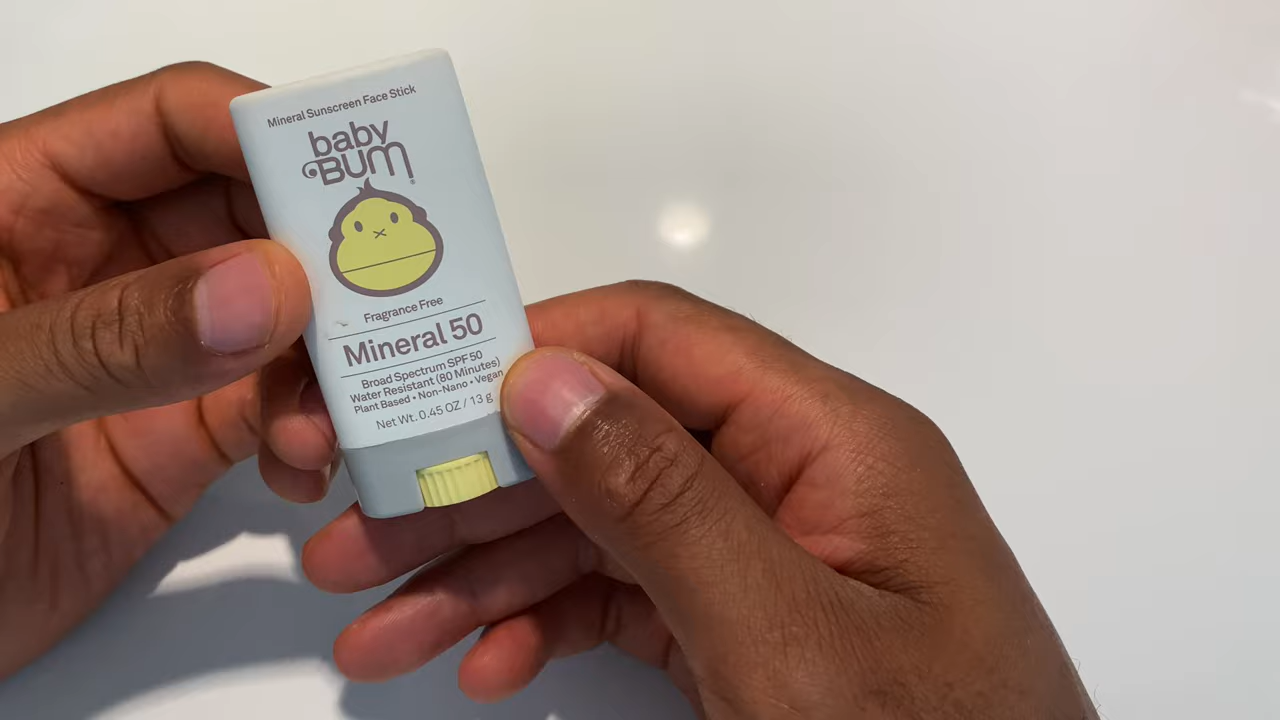 Mineral Sunscreen Face Stick
baby
BUM®
Fragrance Free
Mineral 50
Broad Spectrum SPF 50
Water Resistant (80 Minutes)
Plant Based • Non-Nano • Vegan
Net Wt. 0.45 OZ / 13 g